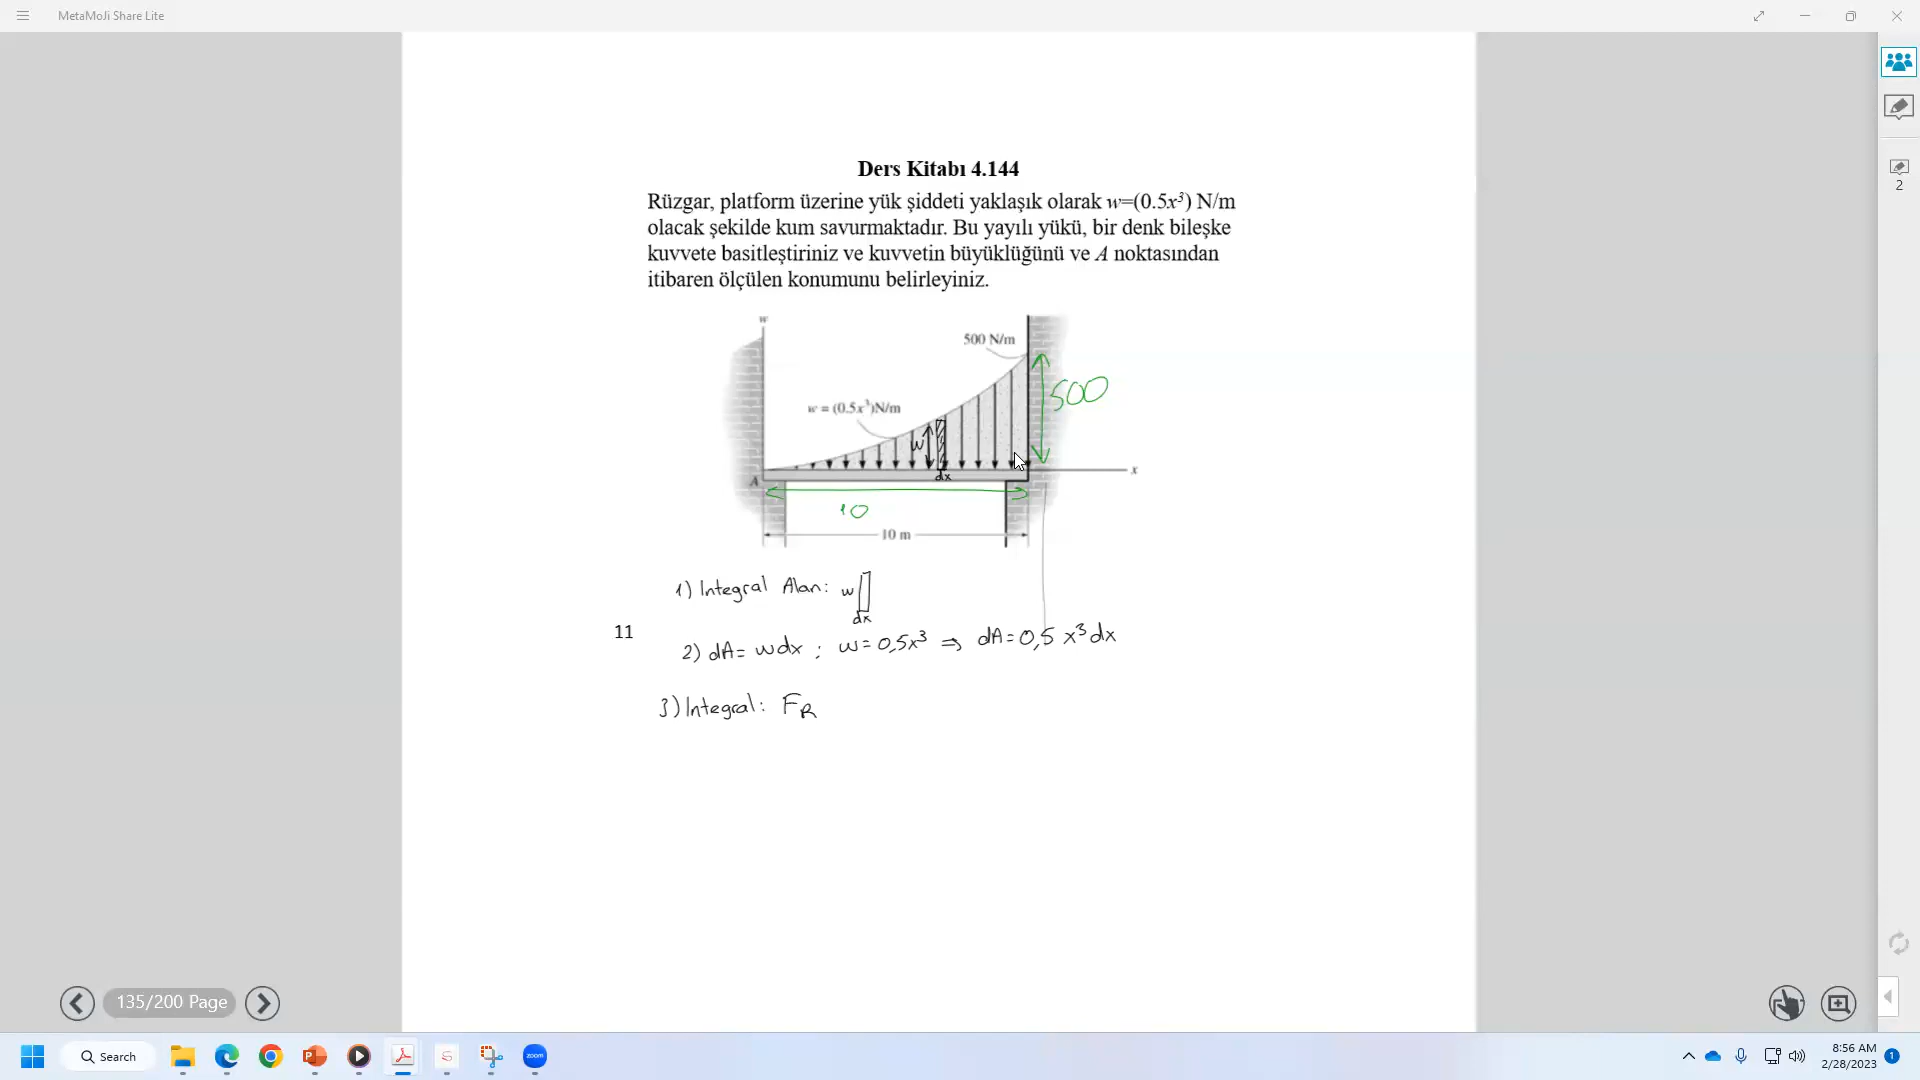 MetaMoJi Share Lite
2
Ders Kitabı 4.144
Rüzgar, platform üzerine yük şiddeti yaklaşık olarak w=(0.5x³) N/m
olacak şekilde kum savurmaktadır. Bu yayılı yükü, bir denk bileşke
kuvvete basitleştiriniz ve kuvvetin büyüklüğünü ve A noktasından
itibaren ölçülen konumunu belirleyiniz.
w
500 N/m
500
w = (0.5x³)N/m
w
x
A
dx
10
10 m
1) Integral Alan: w
dx
11
2) dA= wdx ; w=0,5x³ ⇒ dA=0,5 x³dx
3) Integral: FR
135/200 Page
Search
zoom
8:56 AM
2/28/2023
1